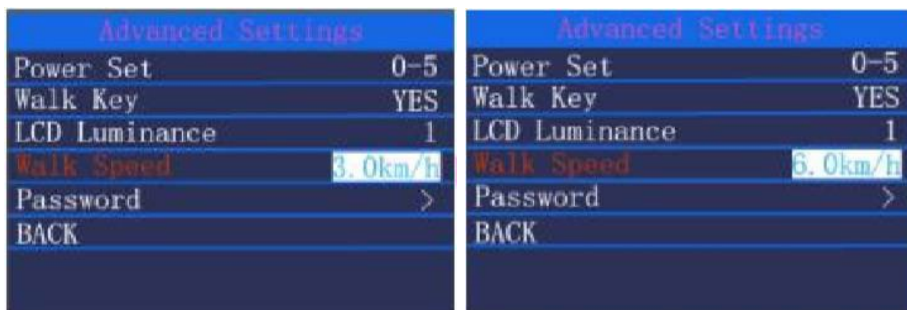 Advanced Settings
Power Set 0-5
Walk Key YES
LCD Luminance 1
Walk Speed 3.0km/h
Password >
BACK
Advanced Settings
Power Set 0-5
Walk Key YES
LCD Luminance 1
Walk Speed 6.0km/h
Password >
BACK